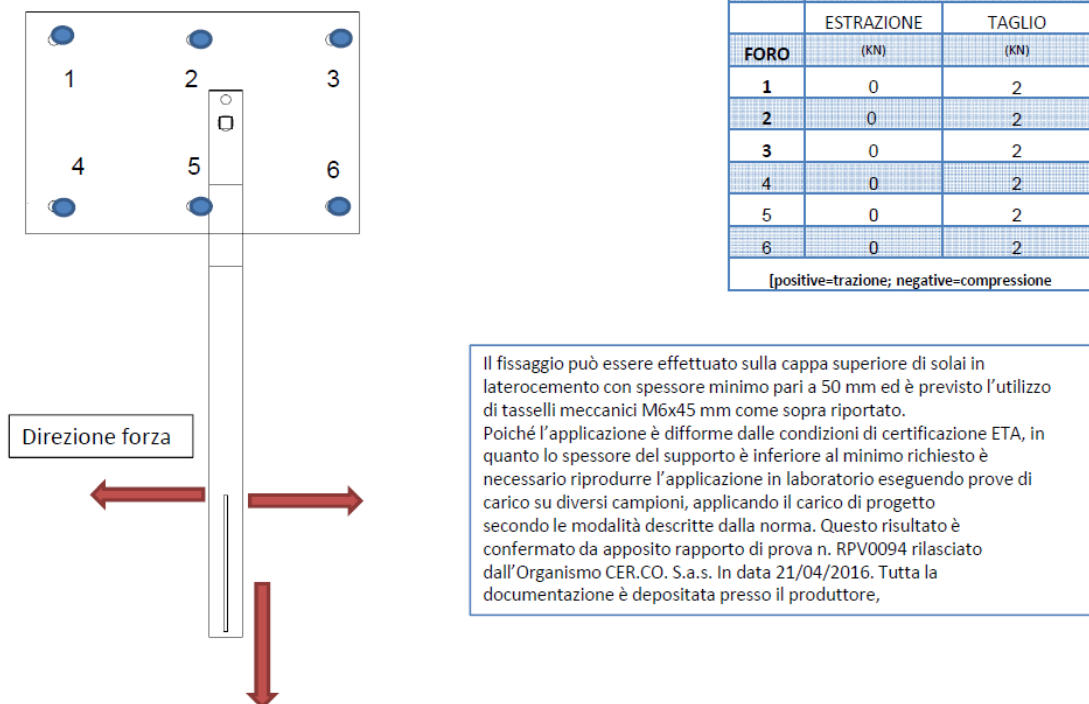 1
2
3
4
5
6
Direzione forza
ESTRAZIONE TAGLIO
FORO (KN) (KN)
1 0 2
2 0 2
3 0 2
4 0 2
5 0 2
6 0 2
[positive=trazione; negative=compressione
Il fissaggio può essere effettuato sulla cappa superiore di solai in
laterocemento con spessore minimo pari a 50 mm ed è previsto l’utilizzo
di tasselli meccanici M6x45 mm come sopra riportato.
Poiché l’applicazione è difforme dalle condizioni di certificazione ETA, in
quanto lo spessore del supporto è inferiore al minimo richiesto è
necessario riprodurre l’applicazione in laboratorio eseguendo prove di
carico su diversi campioni, applicando il carico di progetto
secondo le modalità descritte dalla norma. Questo risultato è
confermato da apposito rapporto di prova n. RPV0094 rilasciato
dall’Organismo CER.CO. S.a.s. In data 21/04/2016. Tutta la
documentazione è depositata presso il produttore,